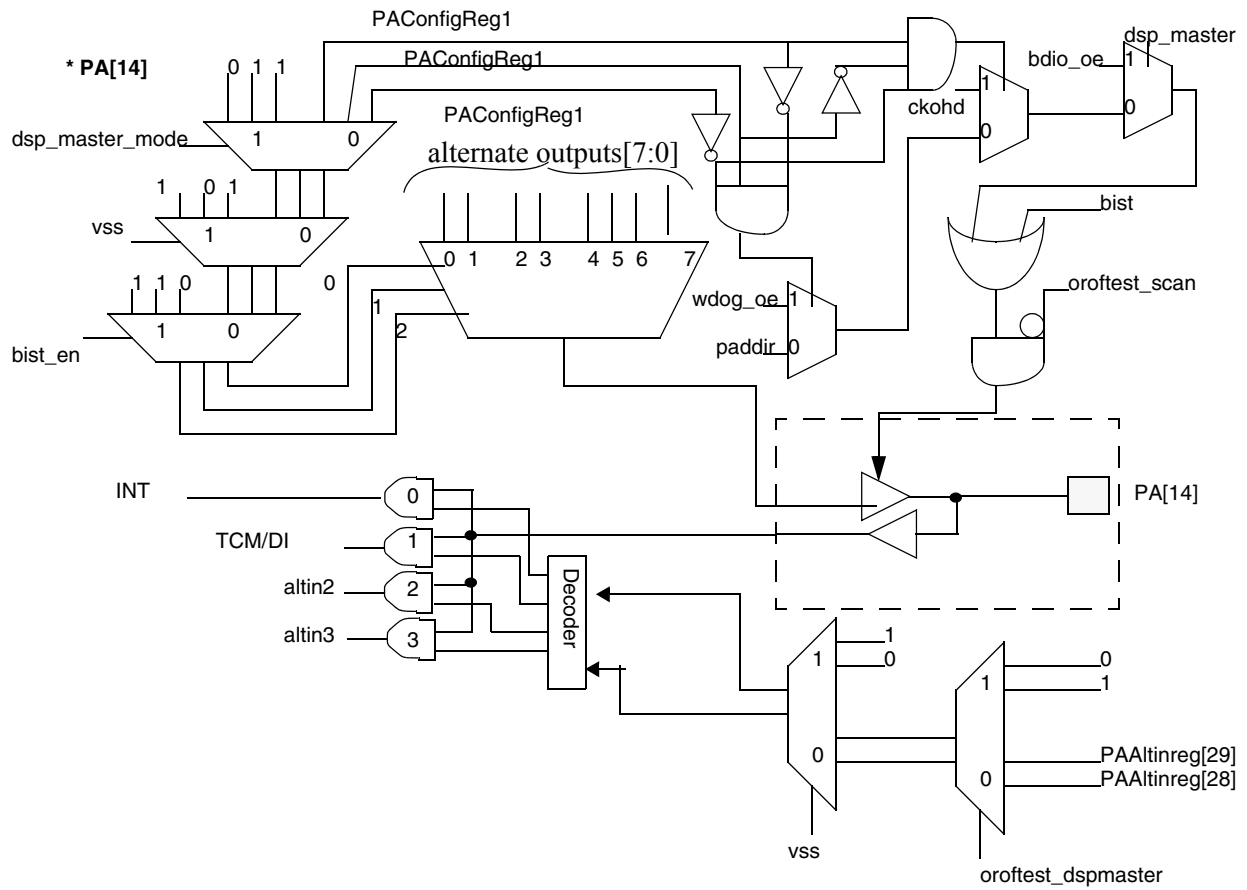 PAConfigReg1
dsp_master
* PA[14]
0 1 1
PAConfigReg1
bdio_oe
1
1
ckohd
PAConfigReg1
0
dsp_master_mode
1 0
0
alternate outputs[7:0]
1 0 1
bist
vss
1 0
0 1 2 3 4 5 6 7
1 1 0
0
oroftest_scan
wdog_oe
1
1
1 0
2
bist_en
paddir
0
INT
0
PA[14]
TCM/DI
1
altin2
2
Decoder
altin3
3
1
1
0
0
1
1
0
PAAltinreg[29]
0
PAAltinreg[28]
vss
oroftest_dspmaster